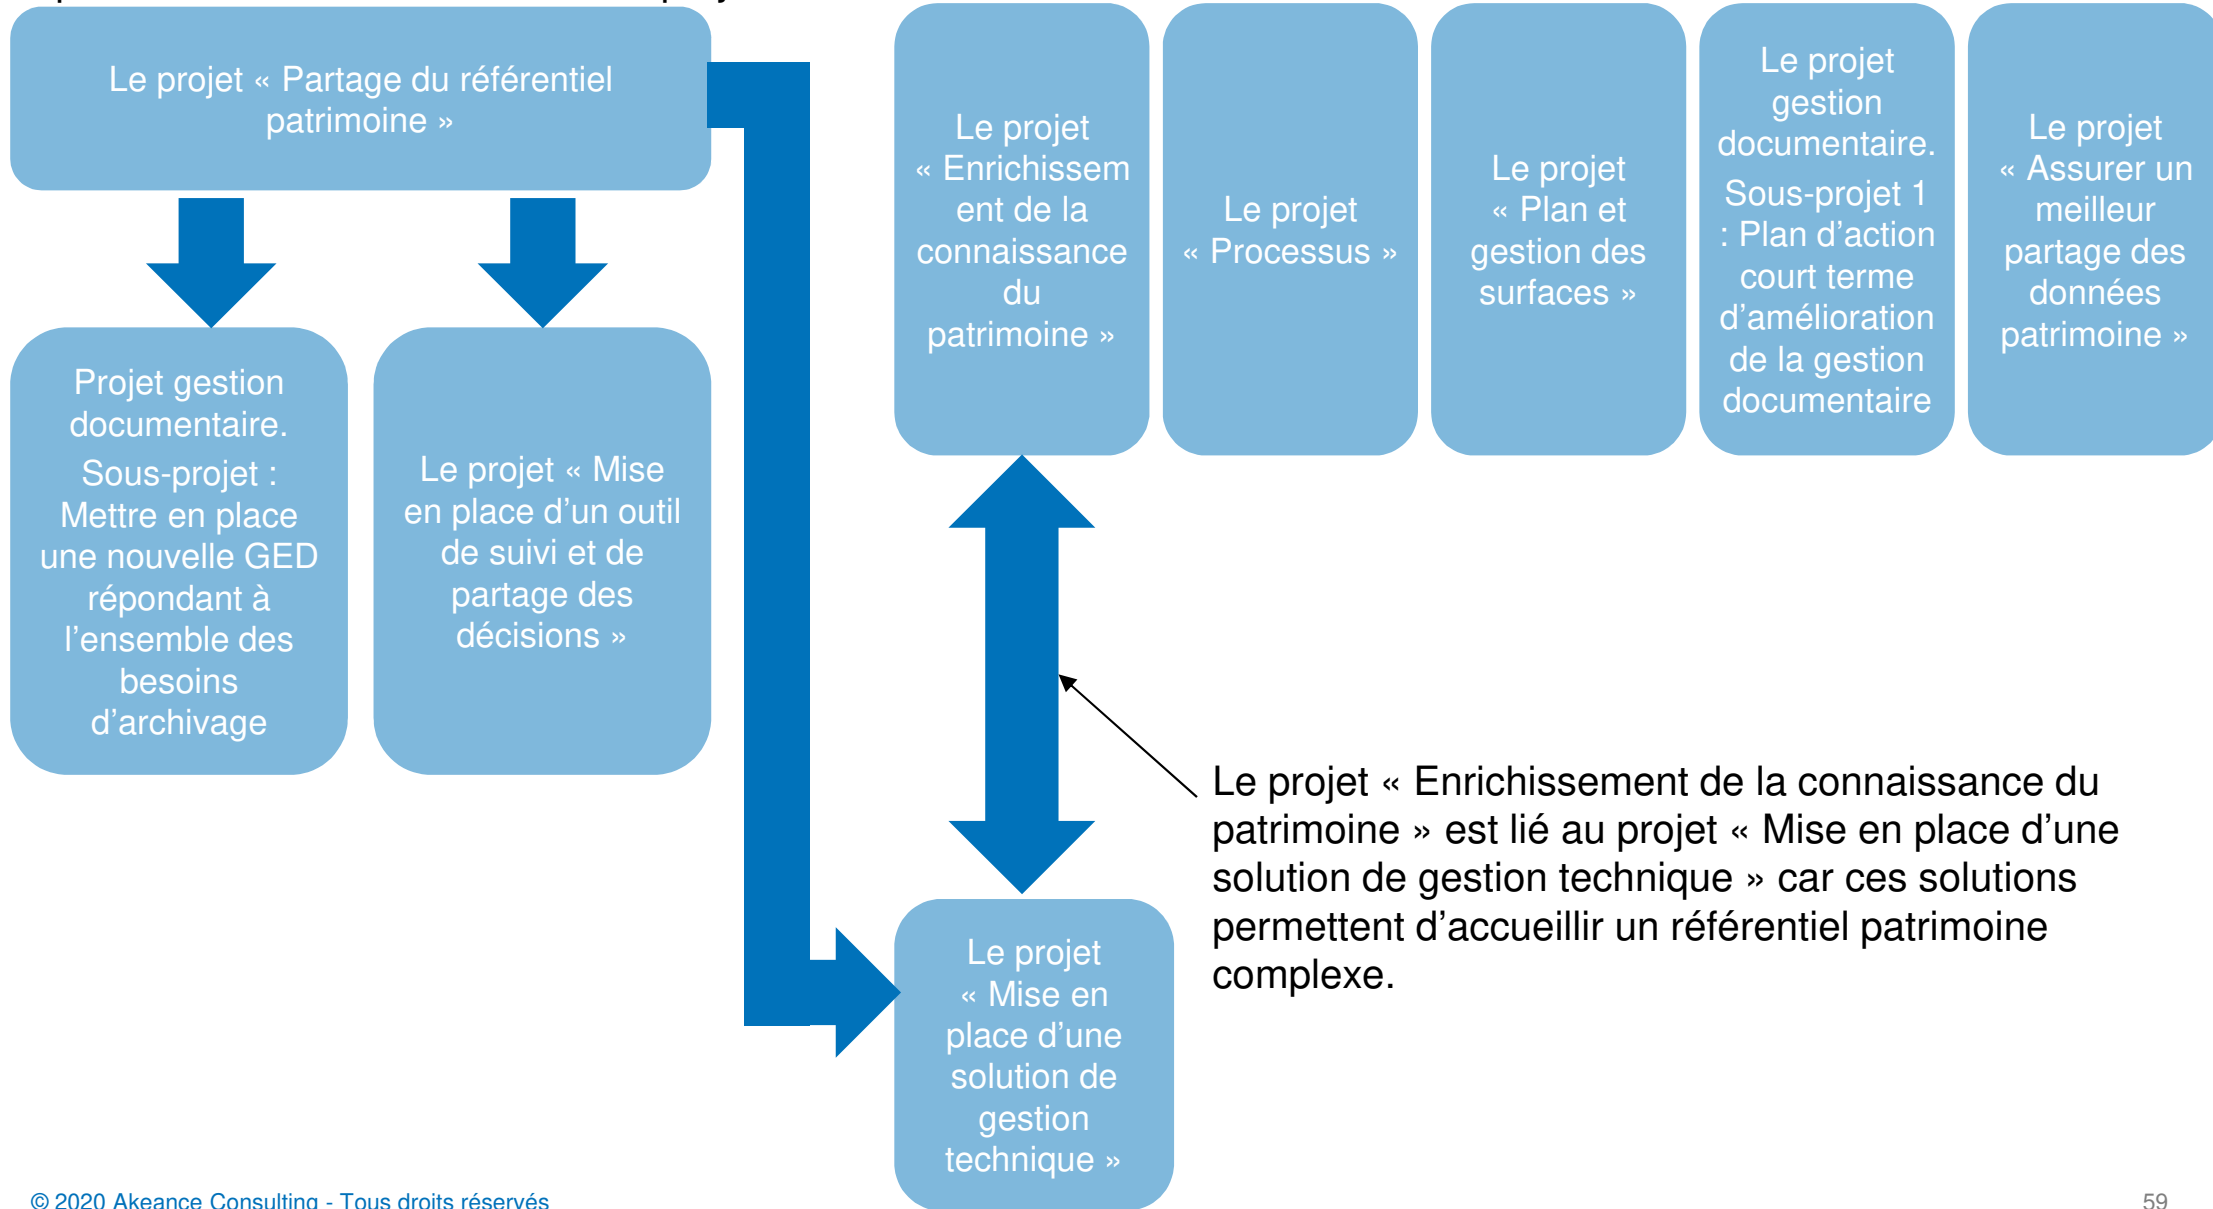 Le projet « Partage du référentiel
patrimoine »
Projet gestion
documentaire.
Sous-projet :
Mettre en place
une nouvelle GED
répondant à
l’ensemble des
besoins
d’archivage
Le projet « Mise
en place d’un outil
de suivi et de
partage des
décisions »
Le projet
« Enrichissem
ent de la
connaissance
du
patrimoine »
Le projet
« Processus »
Le projet
« Plan et
gestion des
surfaces »
Le projet
gestion
documentaire.
Sous-projet 1
: Plan d’action
court terme
d’amélioration
de la gestion
documentaire
Le projet
« Assurer un
meilleur
partage des
données
patrimoine »
Le projet « Enrichissement de la connaissance du
patrimoine » est lié au projet « Mise en place d’une
solution de gestion technique » car ces solutions
permettent d’accueillir un référentiel patrimoine
complexe.
Le projet
« Mise en
place d’une
solution de
gestion
technique »
© 2020 Akeance Consulting - Tous droits réservés
59